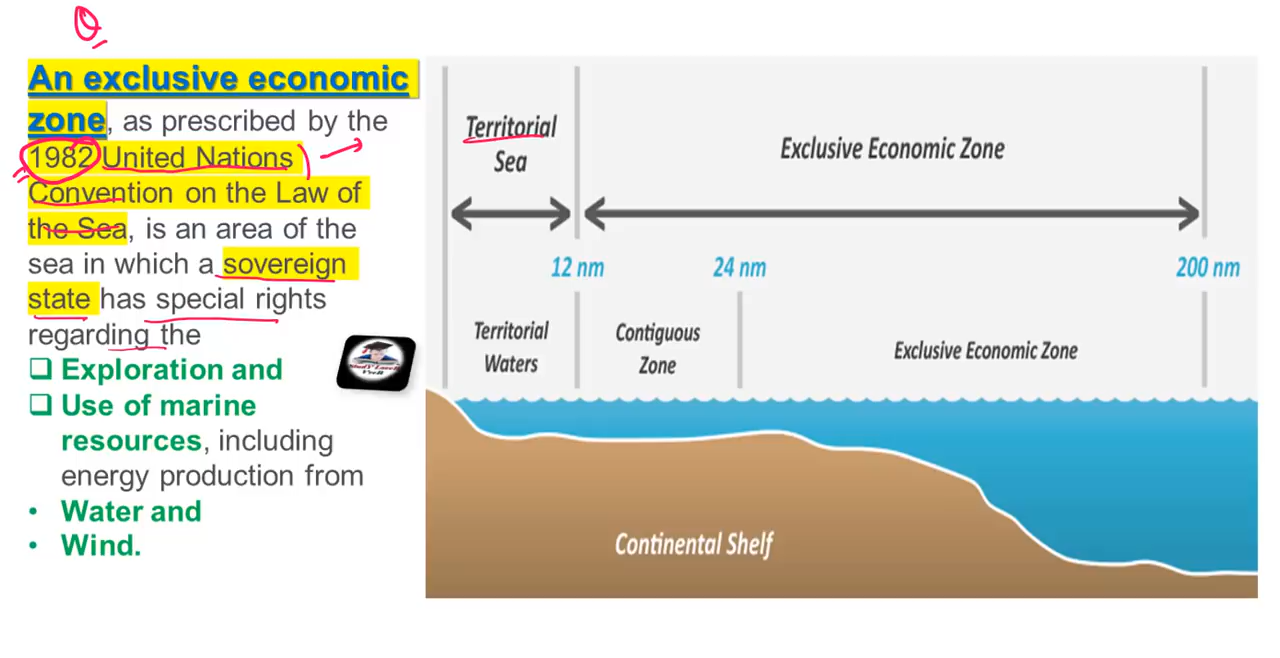 An exclusive economic
zone, as prescribed by the
1982 United Nations
Convention on the Law of
the Sea, is an area of the
sea in which a sovereign
state has special rights
regarding the
Exploration and
Use of marine
resources, including
energy production from
• Water and
• Wind.
Territorial
Sea
Exclusive Economic Zone
12 nm
24 nm
200 nm
Territorial
Waters
Contiguous
Zone
Exclusive Economic Zone
Continental Shelf